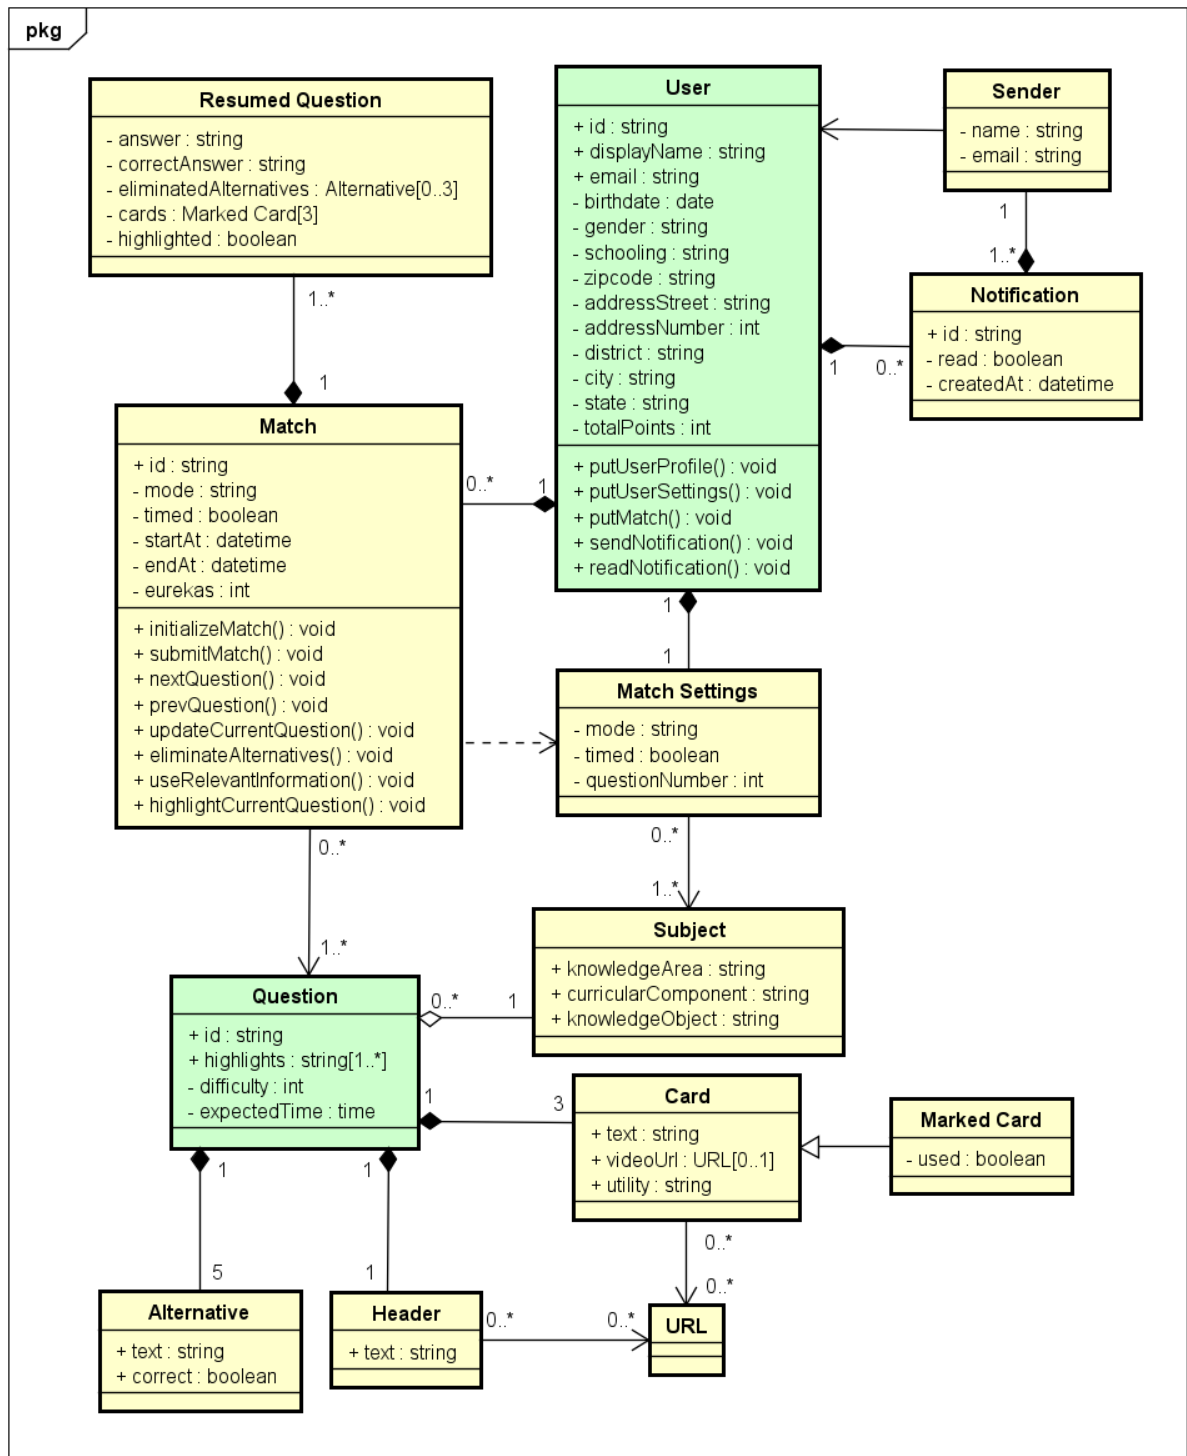 pkg
Resumed Question
- answer : string
- correctAnswer : string
- eliminatedAlternatives : Alternative[0..3]
- cards : Marked Card[3]
- highlighted : boolean
User
+ id : string
+ displayName : string
+ email : string
- birthdate : date
- gender : string
- schooling : string
- zipcode : string
- addressStreet : string
- addressNumber : int
- district : string
- city : string
- state : string
- totalPoints : int
+ putUserProfile() : void
+ putUserSettings() : void
+ putMatch() : void
+ sendNotification() : void
+ readNotification() : void
Sender
- name : string
- email : string
1
1..*
Notification
+ id : string
- read : boolean
- createdAt : datetime
1
0..*
1..*
1
Match
+ id : string
- mode : string
- timed : boolean
- startAt : datetime
- endAt : datetime
- eurekas : int
+ initializeMatch() : void
+ submitMatch() : void
+ nextQuestion() : void
+ prevQuestion() : void
+ updateCurrentQuestion() : void
+ eliminateAlternatives() : void
+ useRelevantInformation() : void
+ highlightCurrentQuestion() : void
0..*
1
1
1
Match Settings
- mode : string
- timed : boolean
- questionNumber : int
0..*
1..*
0..*
1..*
Subject
+ knowledgeArea : string
+ curricularComponent : string
+ knowledgeObject : string
Question
+ id : string
+ highlights : string[1..*]
- difficulty : int
- expectedTime : time
0..*
1
1
3
Card
+ text : string
+ videoUrl : URL[0..1]
+ utility : string
Marked Card
- used : boolean
1
1
5
1
0..*
0..*
Alternative
+ text : string
+ correct : boolean
Header
+ text : string
0..*
0..*
URL